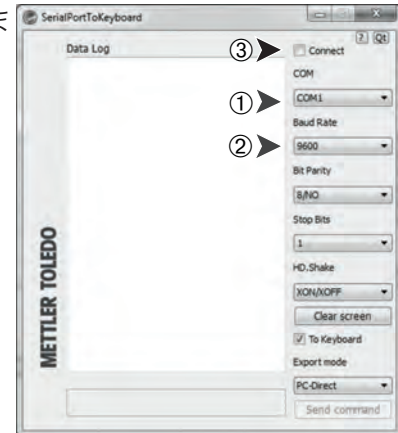 SerialPortToKeyboard
? Qt
Data Log
③ Connect
COM
① COM1
Baud Rate
② 9600
Bit Parity
8/NO
Stop Bits
1
HD.Shake
XON/XOFF
Clear screen
To Keyboard
Export mode
PC-Direct
Send command
METTLER TOLEDO